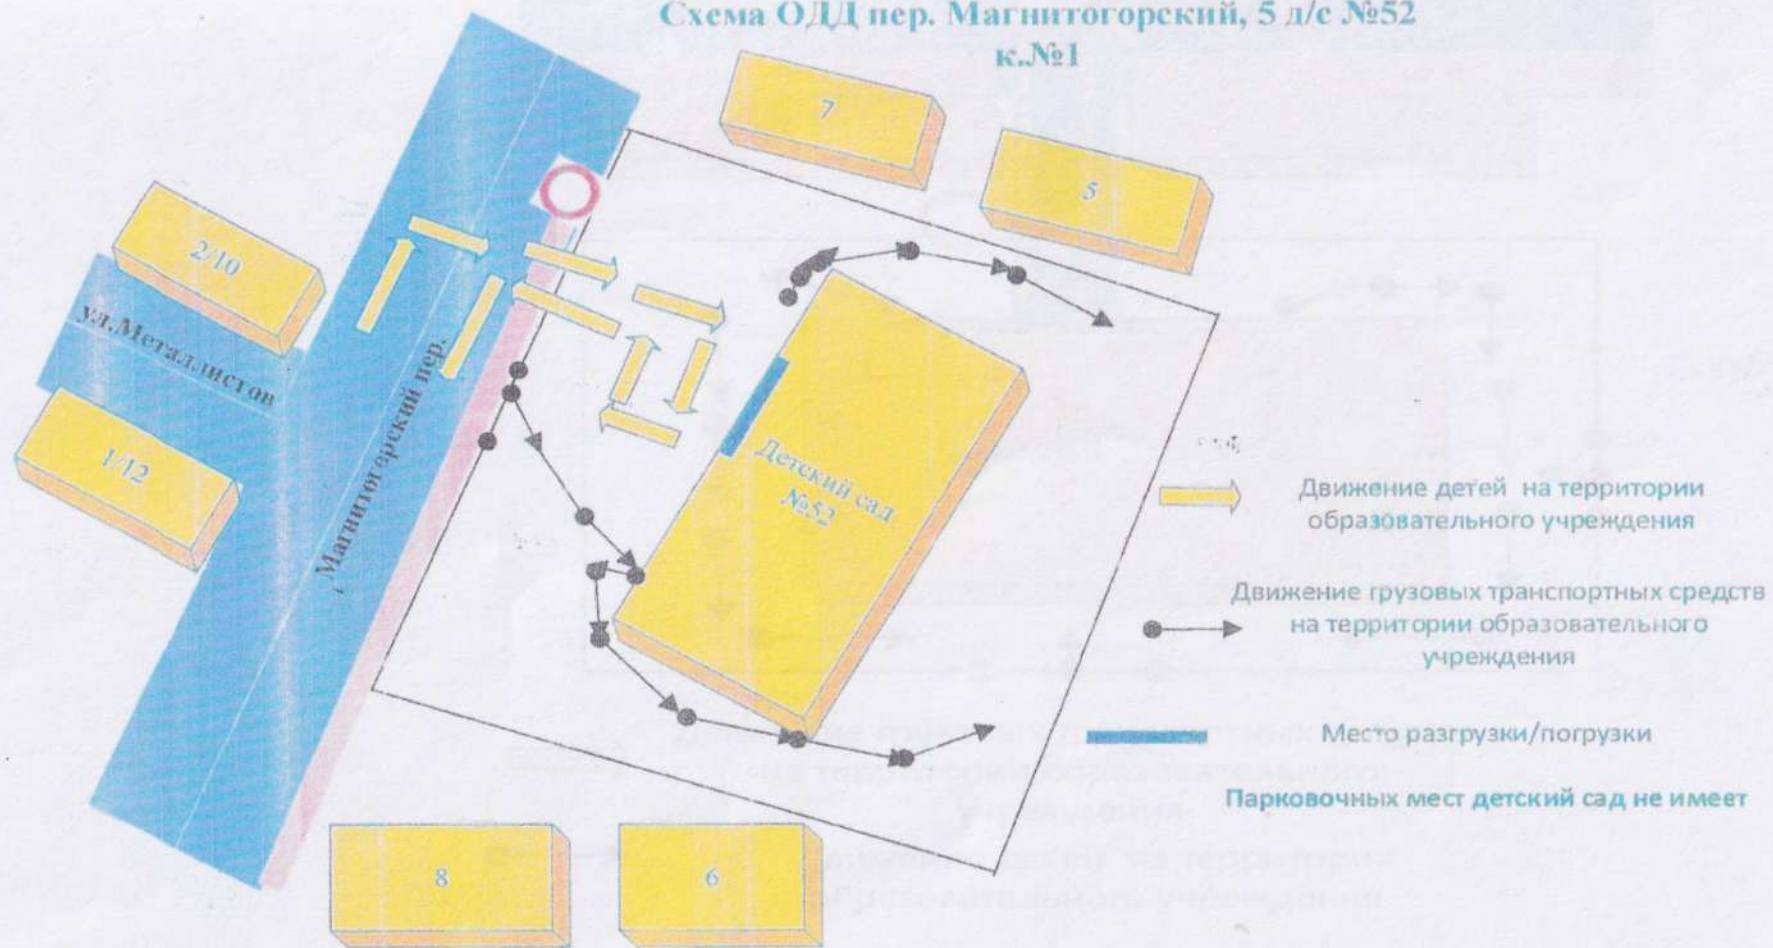 Схема ОДД пер. Магнитогорский, 5 д/с №52
к.№1
7
5
2/10
ул.Металлистов
1/12
Магнитогорский пер.
Детский сад
№52
Движение детей на территории
образовательного учреждения
Движение грузовых транспортных средств
на территории образовательного
учреждения
Место разгрузки/погрузки
Парковочных мест детский сад не имеет
8
6